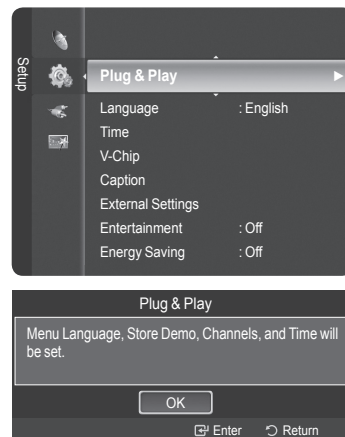 Setup
Plug & Play
Language : English
Time
V-Chip
Caption
External Settings
Entertainment : Off
Energy Saving : Off
Plug & Play
Menu Language, Store Demo, Channels, and Time will
be set.
OK
Enter Return